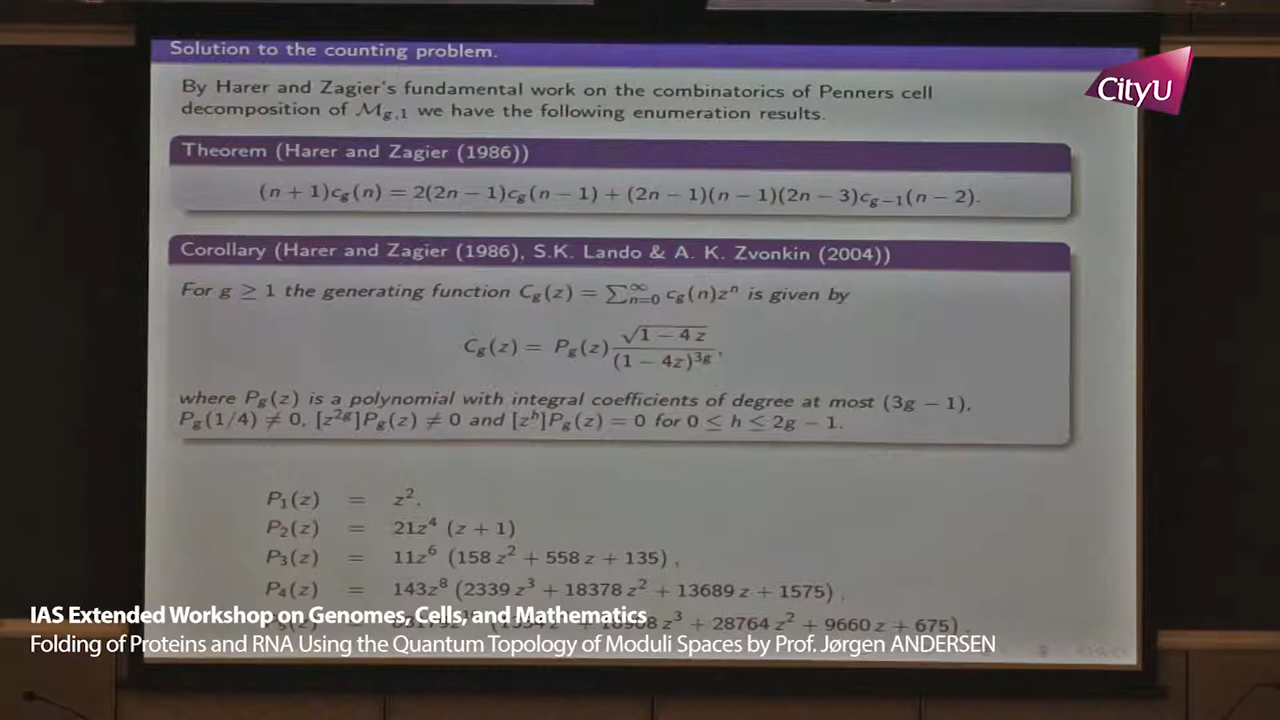 Solution to the counting problem.
CityU
By Harer and Zagier's fundamental work on the combinatorics of Penners cell
decomposition of ℳg,1 we have the following enumeration results.
Theorem (Harer and Zagier (1986))
(n + 1)cg(n) = 2(2n − 1)cg(n − 1) + (2n − 1)(n − 1)(2n − 3)cg−1(n − 2).
Corollary (Harer and Zagier (1986), S.K. Lando & A. K. Zvonkin (2004))
For g ≥ 1 the generating function Cg(z) = ∑∞n=0 cg(n)zⁿ is given by
Cg(z) = Pg(z) √(1 − 4z) / (1 − 4z)^3g,
where Pg(z) is a polynomial with integral coefficients of degree at most (3g − 1),
Pg(1/4) ≠ 0, [z^2g]Pg(z) ≠ 0 and [z^h]Pg(z) = 0 for 0 ≤ h ≤ 2g − 1.
P1(z) = z²,
P2(z) = 21z⁴ (z + 1)
P3(z) = 11z⁶ (158 z² + 558 z + 135),
P4(z) = 143z⁸ (2339 z³ + 18378 z² + 13689 z + 1575),
z³ + 28764 z² + 9660 z + 675).
IAS Extended Workshop on Genomes, Cells, and Mathematics
Folding of Proteins and RNA Using the Quantum Topology of Moduli Spaces by Prof. Jørgen ANDERSEN